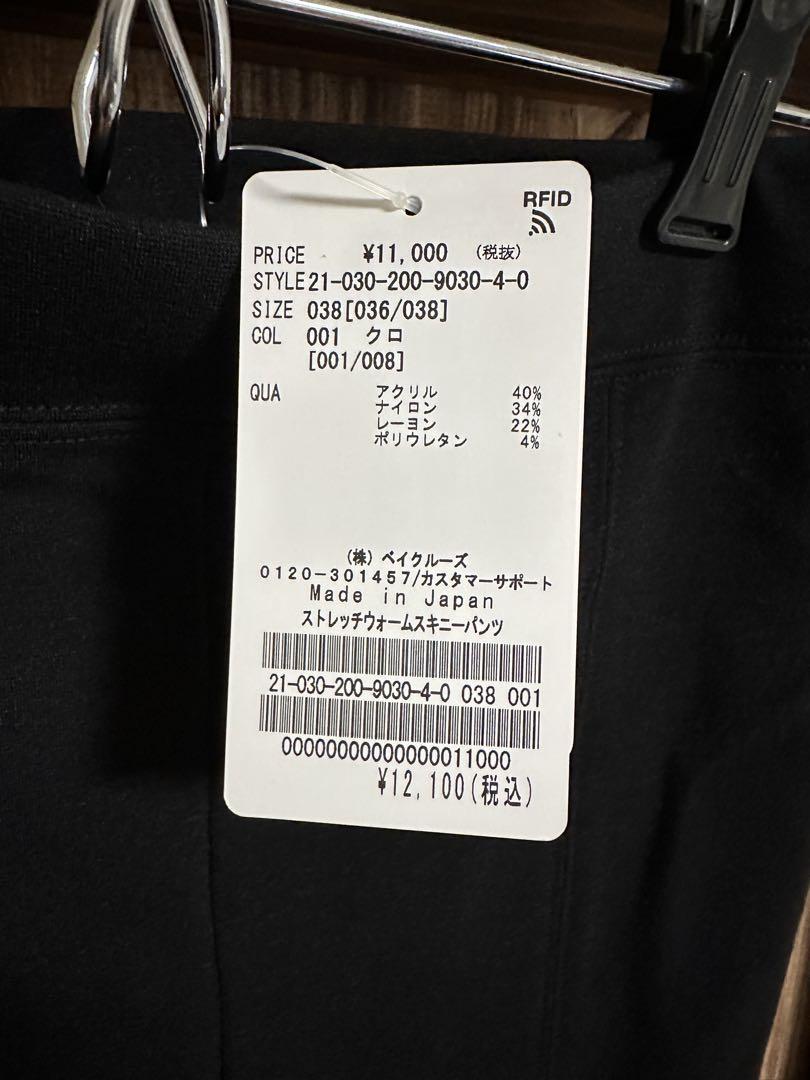 RFID
PRICE ¥11,000 (税抜)
STYLE 21-030-200-9030-4-0
SIZE 038[036/038]
COL 001 クロ
[001/008]
QUA アクリル 40%
ナイロン 34%
レーヨン 22%
ポリウレタン 4%
(株) ベイクルーズ
0120-301457/カスタマーサポート
Made in Japan
ストレッチウォームスキニーパンツ
21-030-200-9030-4-0 038 001
00000000000000011000
¥12,100(税込)